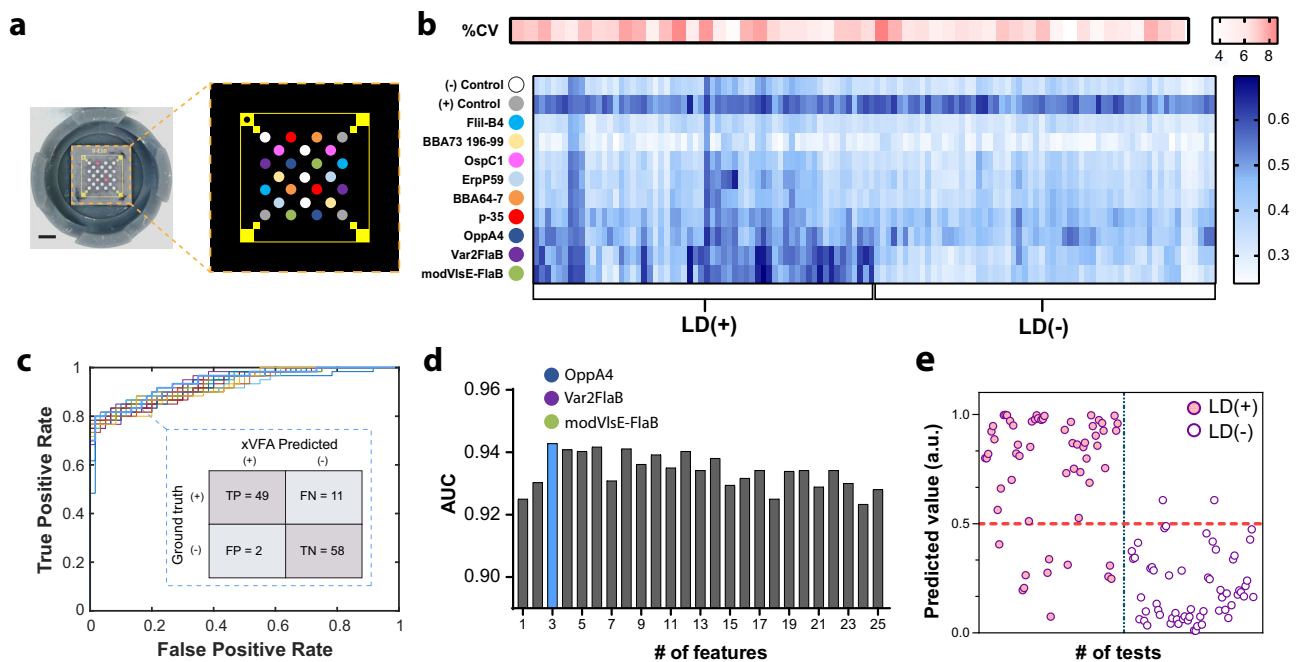 a
b
%CV
4 6 8
(-) Control
(+) Control
FliI-B4
BBA73 196-99
OspC1
ErpP59
BBA64-7
p-35
OppA4
Var2FlaB
modVlsE-FlaB
0.6
0.5
0.4
0.3
LD(+)
LD(-)
c
True Positive Rate
1
0.8
0.6
0.4
0.2
0
0 0.2 0.4 0.6 0.8 1
False Positive Rate
xVFA Predicted
(+) (-)
Ground truth
(+) TP = 49 FN = 11
(-) FP = 2 TN = 58
d
OppA4
Var2FlaB
modVlsE-FlaB
AUC
0.96
0.94
0.92
0.90
1 3 5 7 9 11 13 15 17 19 21 23 25
# of features
e
Predicted value (a.u.)
1.0
0.5
0.0
LD(+)
LD(-)
# of tests